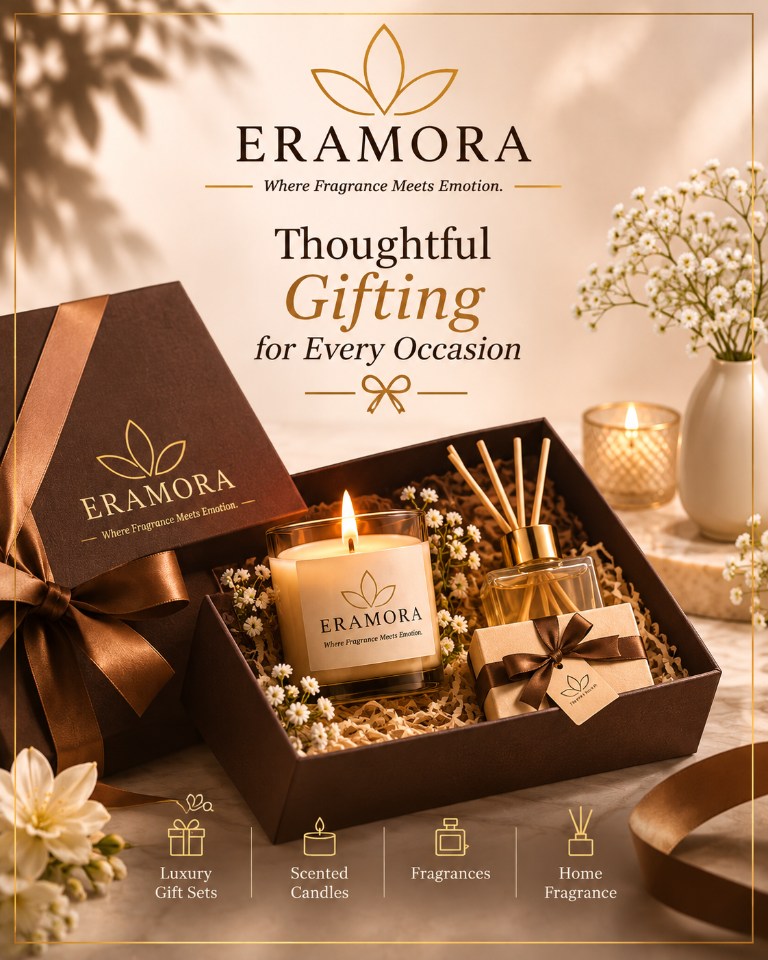 ERAMORA
Where Fragrance Meets Emotion.
Thoughtful
Gifting
for Every Occasion
ERAMORA
Where Fragrance Meets Emotion.
ERAMORA
Where Fragrance Meets Emotion.
Luxury
Gift Sets
Scented
Candles
Fragrances
Home
Fragrance